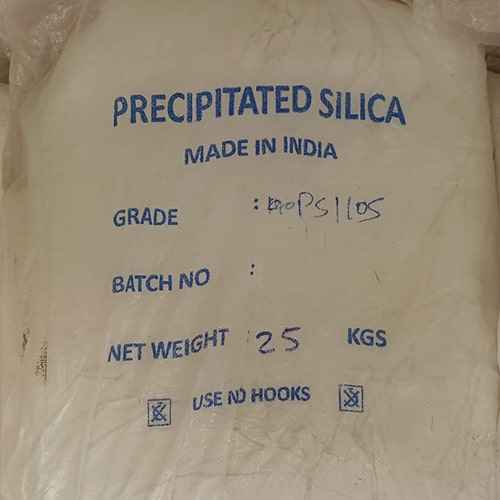 PRECIPITATED SILICA
MADE IN INDIA
GRADE :
BATCH NO :
NET WEIGHT : 25 KGS
USE NO HOOKS